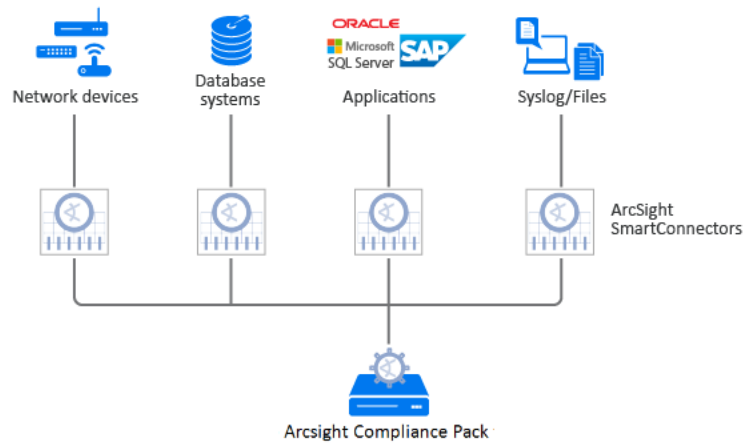 ORACLE
Microsoft
SQL Server
SAP
Network devices
Database
systems
Applications
Syslog/Files
ArcSight
SmartConnectors
Arcsight Compliance Pack